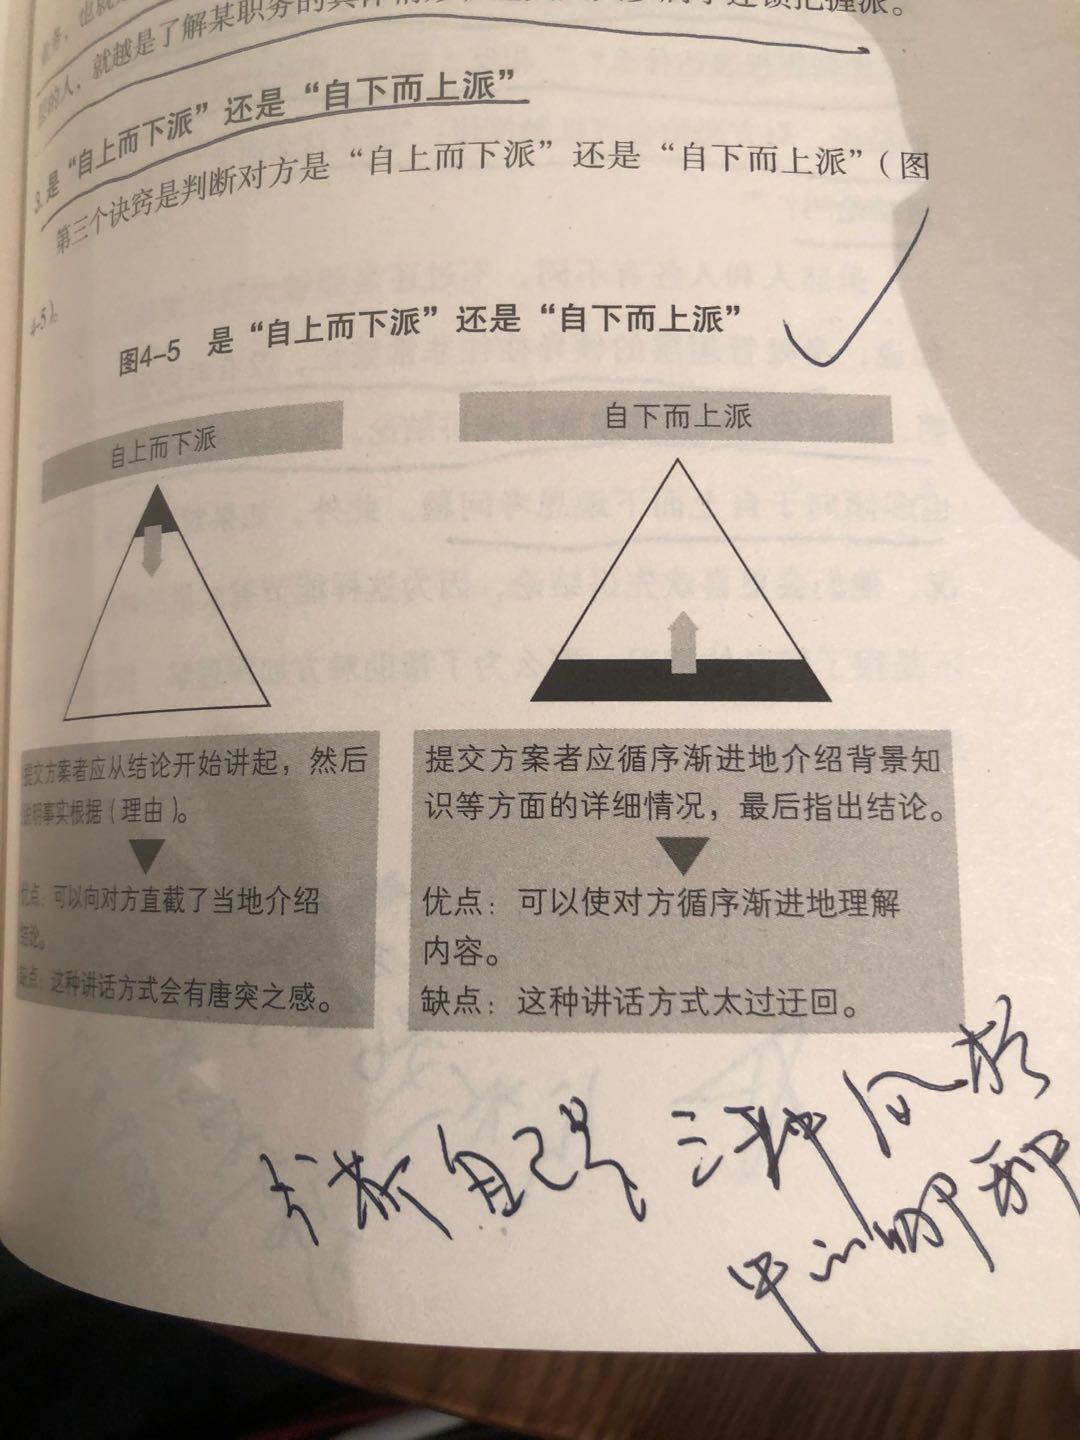 的人，就越是了解某职务的具体
把握派。
3. 是“自上而下派”还是“自下而上派”
第三个诀窍是判断对方是“自上而下派”还是“自下而上派”（图
4-5）。
图4-5 是“自上而下派”还是“自下而上派”
自上而下派
自下而上派
提交方案者应从结论开始讲起，然后
说明事实根据（理由）。
优点：可以向对方直截了当地介绍
结论。
缺点：这种讲话方式会有唐突之感。
提交方案者应循序渐进地介绍背景知
识等方面的详细情况，最后指出结论。
优点：可以使对方循序渐进地理解
内容。
缺点：这种讲话方式太过迂回。
自己是三种风格
中的哪种